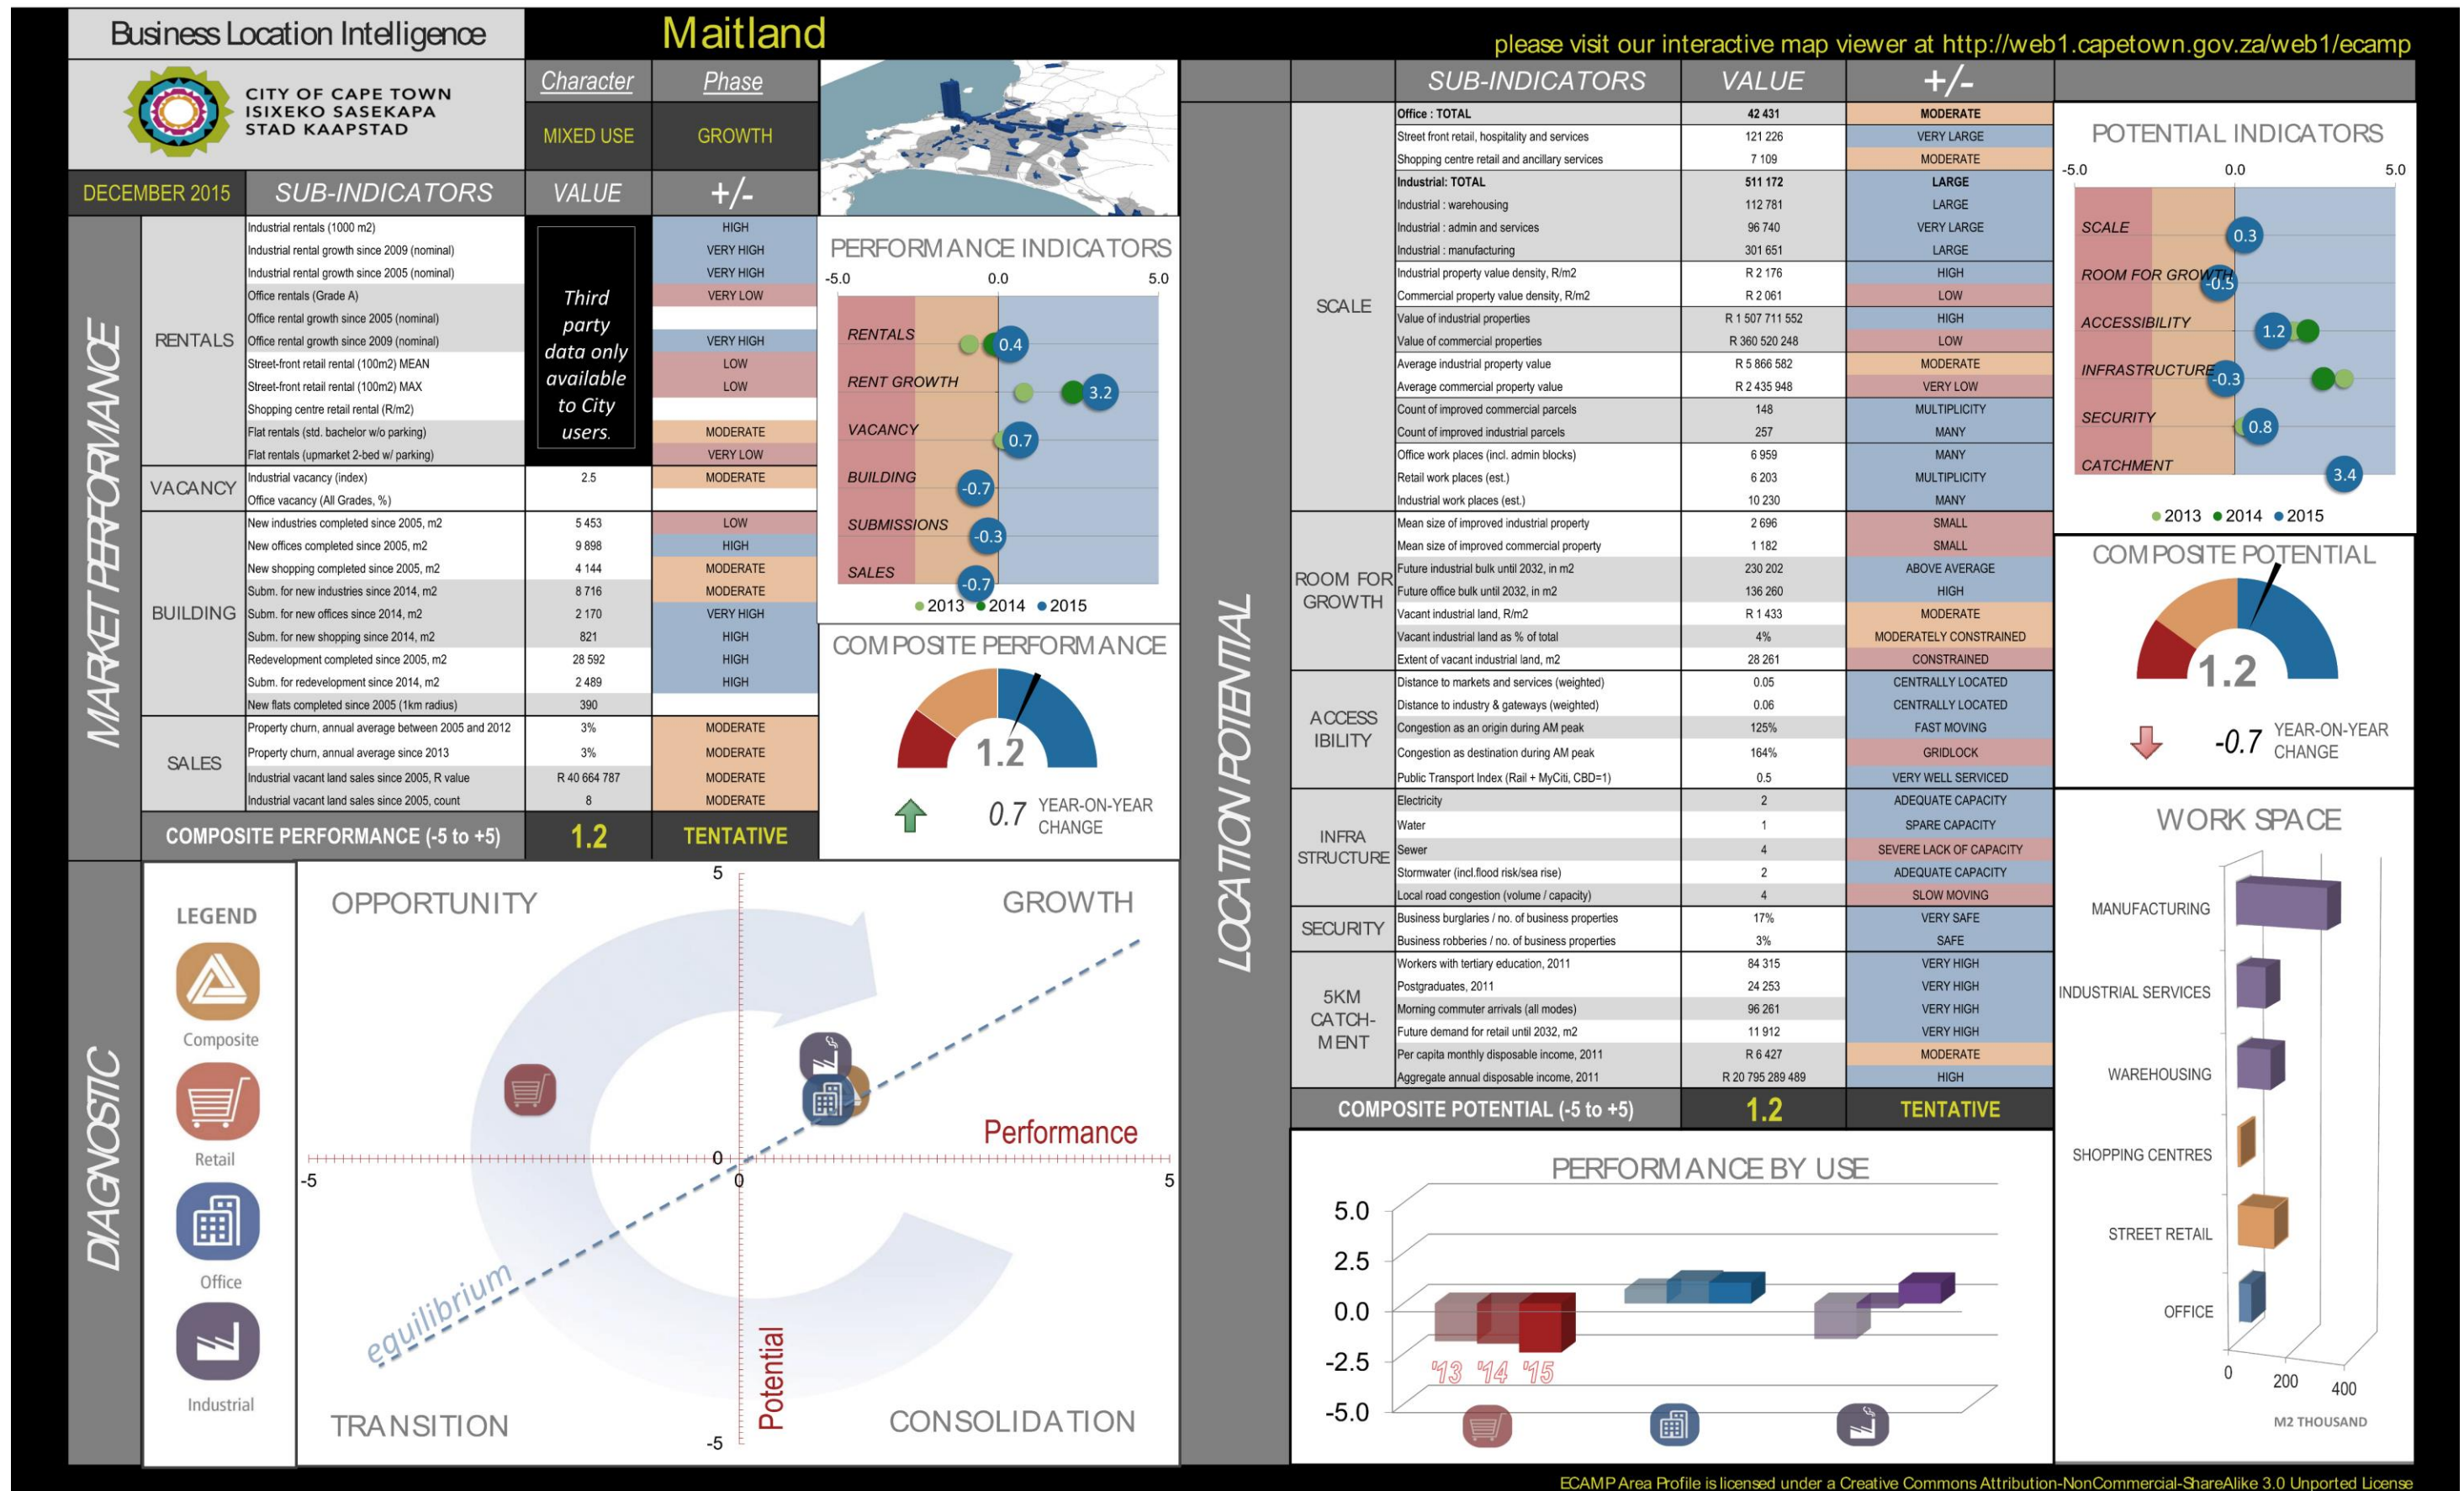 Business Location Intelligence
Maitland
please visit our interactive map viewer at http://web1.capetown.gov.za/web1/ecamp
CITY OF CAPE TOWN
ISIXEKO SASEKAPA
STAD KAAPSTAD
Character Phase
MIXED USE GROWTH
DECEMBER 2015 SUB-INDICATORS VALUE +/-
MARKET PERFORMANCE
RENTALS
Industrial rentals (1000 m2) HIGH
Industrial rental growth since 2009 (nominal) VERY HIGH
Industrial rental growth since 2005 (nominal) VERY HIGH
Office rentals (Grade A) VERY LOW
Office rental growth since 2005 (nominal)
Office rental growth since 2009 (nominal) VERY HIGH
Street-front retail rental (100m2) MEAN LOW
Street-front retail rental (100m2) MAX LOW
Shopping centre retail rental (R/m2)
Flat rentals (std. bachelor w/o parking) MODERATE
Flat rentals (upmarket 2-bed w/ parking) VERY LOW
Third
party
data only
available
to City
users.
VACANCY
Industrial vacancy (index) 2.5 MODERATE
Office vacancy (All Grades, %)
BUILDING
New industries completed since 2005, m2 5 453 LOW
New offices completed since 2005, m2 9 898 HIGH
New shopping completed since 2005, m2 4 144 MODERATE
Subm. for new industries since 2014, m2 8 716 MODERATE
Subm. for new offices since 2014, m2 2 170 VERY HIGH
Subm. for new shopping since 2014, m2 821 HIGH
Redevelopment completed since 2005, m2 28 592 HIGH
Subm. for redevelopment since 2014, m2 2 489 HIGH
New flats completed since 2005 (1km radius) 390
SALES
Property churn, annual average between 2005 and 2012 3% MODERATE
Property churn, annual average since 2013 3% MODERATE
Industrial vacant land sales since 2005, R value R 40 664 787 MODERATE
Industrial vacant land sales since 2005, count 8 MODERATE
COMPOSITE PERFORMANCE (-5 to +5) 1.2 TENTATIVE
PERFORMANCE INDICATORS
-5.0 0.0 5.0
RENTALS 0.4
RENT GROWTH 3.2
VACANCY 0.7
BUILDING -0.7
SUBMISSIONS -0.3
SALES -0.7
2013 2014 2015
COMPOSITE PERFORMANCE
1.2
0.7 YEAR-ON-YEAR
CHANGE
DIAGNOSTIC
LEGEND
Composite
Retail
Office
Industrial
OPPORTUNITY
5
GROWTH
Performance
0
-5 0 5
equilibrium
Potential
TRANSITION
-5
CONSOLIDATION
LOCATION POTENTIAL
SUB-INDICATORS VALUE +/-
SCALE
Office : TOTAL 42 431 MODERATE
Street front retail, hospitality and services 121 226 VERY LARGE
Shopping centre retail and ancillary services 7 109 MODERATE
Industrial: TOTAL 511 172 LARGE
Industrial : warehousing 112 781 LARGE
Industrial : admin and services 96 740 VERY LARGE
Industrial : manufacturing 301 651 LARGE
Industrial property value density, R/m2 R 2 176 HIGH
Commercial property value density, R/m2 R 2 061 LOW
Value of industrial properties R 1 507 711 552 HIGH
Value of commercial properties R 360 520 248 LOW
Average industrial property value R 5 866 582 MODERATE
Average commercial property value R 2 435 948 VERY LOW
Count of improved commercial parcels 148 MULTIPLICITY
Count of improved industrial parcels 257 MANY
Office work places (incl. admin blocks) 6 959 MANY
Retail work places (est.) 6 203 MULTIPLICITY
Industrial work places (est.) 10 230 MANY
ROOM FOR
GROWTH
Mean size of improved industrial property 2 696 SMALL
Mean size of improved commercial property 1 182 SMALL
Future industrial bulk until 2032, in m2 230 202 ABOVE AVERAGE
Future office bulk until 2032, in m2 136 260 HIGH
Vacant industrial land, R/m2 R 1 433 MODERATE
Vacant industrial land as % of total 4% MODERATELY CONSTRAINED
Extent of vacant industrial land, m2 28 261 CONSTRAINED
ACCESS
IBILITY
Distance to markets and services (weighted) 0.05 CENTRALLY LOCATED
Distance to industry & gateways (weighted) 0.06 CENTRALLY LOCATED
Congestion as an origin during AM peak 125% FAST MOVING
Congestion as destination during AM peak 164% GRIDLOCK
Public Transport Index (Rail + MyCiti, CBD=1) 0.5 VERY WELL SERVICED
INFRA
STRUCTURE
Electricity 2 ADEQUATE CAPACITY
Water 1 SPARE CAPACITY
Sewer 4 SEVERE LACK OF CAPACITY
Stormwater (incl.flood risk/sea rise) 2 ADEQUATE CAPACITY
Local road congestion (volume / capacity) 4 SLOW MOVING
SECURITY
Business burglaries / no. of business properties 17% VERY SAFE
Business robberies / no. of business properties 3% SAFE
5KM
CATCH-
MENT
Workers with tertiary education, 2011 84 315 VERY HIGH
Postgraduates, 2011 24 253 VERY HIGH
Morning commuter arrivals (all modes) 96 261 VERY HIGH
Future demand for retail until 2032, m2 11 912 VERY HIGH
Per capita monthly disposable income, 2011 R 6 427 MODERATE
Aggregate annual disposable income, 2011 R 20 795 289 489 HIGH
COMPOSITE POTENTIAL (-5 to +5) 1.2 TENTATIVE
PERFORMANCE BY USE
5.0
2.5
0.0
-2.5
-5.0
'13 '14 '15
POTENTIAL INDICATORS
-5.0 0.0 5.0
SCALE 0.3
ROOM FOR GROWTH -0.5
ACCESSIBILITY 1.2
INFRASTRUCTURE -0.3
SECURITY 0.8
CATCHMENT 3.4
2013 2014 2015
COMPOSITE POTENTIAL
1.2
-0.7 YEAR-ON-YEAR
CHANGE
WORK SPACE
MANUFACTURING
INDUSTRIAL SERVICES
WAREHOUSING
SHOPPING CENTRES
STREET RETAIL
OFFICE
0 200 400
M2 THOUSAND
ECAMP Area Profile is licensed under a Creative Commons Attribution-NonCommercial-ShareAlike 3.0 Unported License